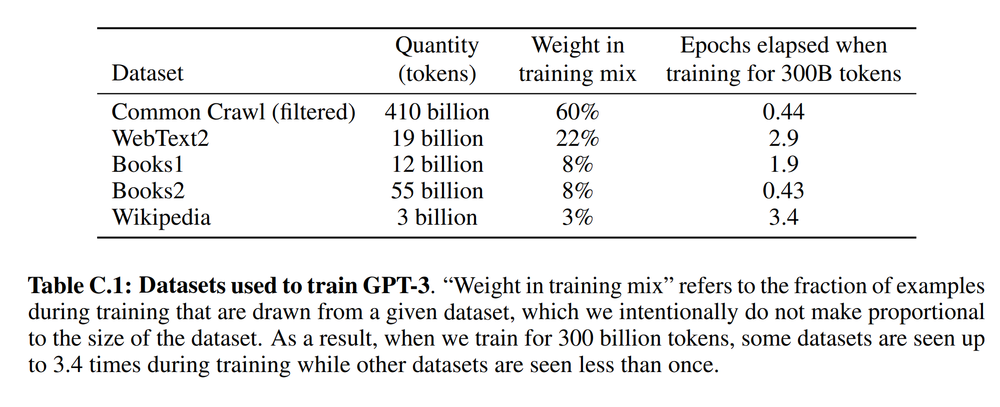 Dataset Quantity (tokens) Weight in training mix Epochs elapsed when training for 300B tokens
Common Crawl (filtered) 410 billion 60% 0.44
WebText2 19 billion 22% 2.9
Books1 12 billion 8% 1.9
Books2 55 billion 8% 0.43
Wikipedia 3 billion 3% 3.4
Table C.1: Datasets used to train GPT-3. “Weight in training mix” refers to the fraction of examples
during training that are drawn from a given dataset, which we intentionally do not make proportional
to the size of the dataset. As a result, when we train for 300 billion tokens, some datasets are seen up
to 3.4 times during training while other datasets are seen less than once.